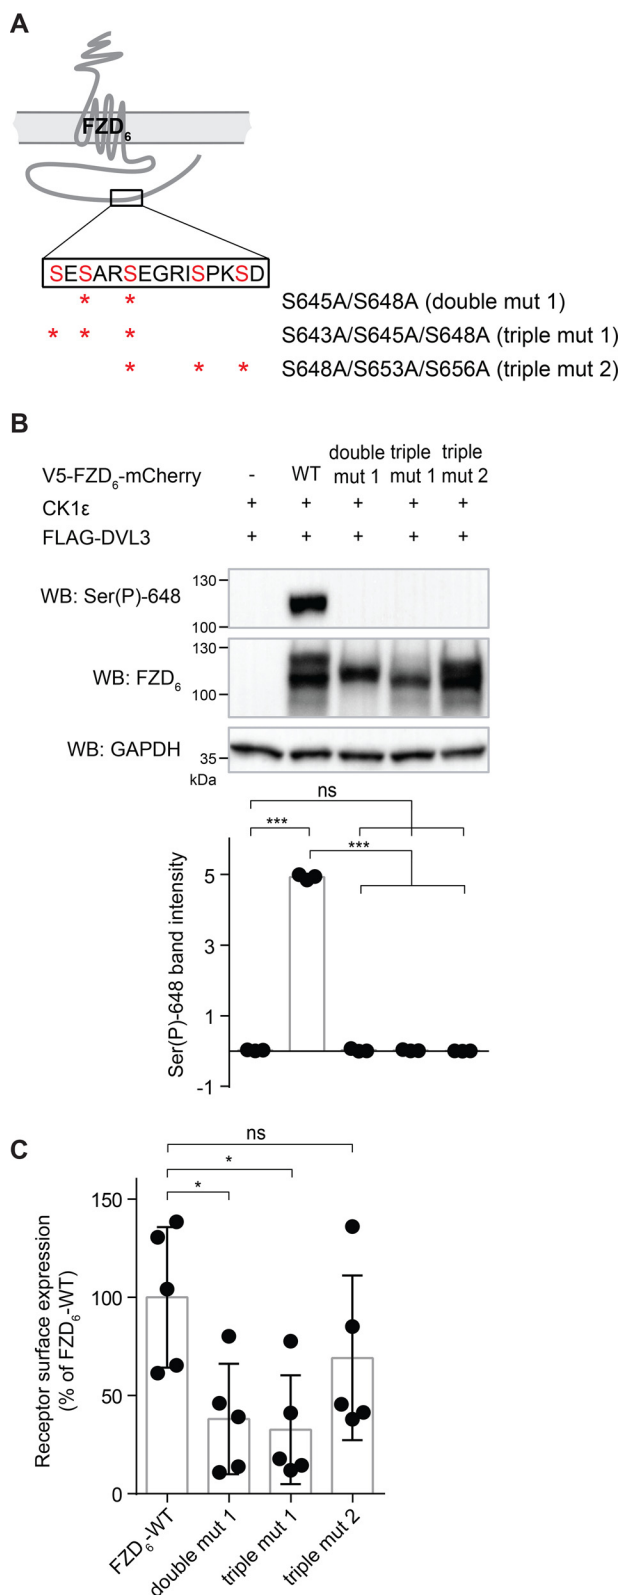 A
FZD6
SESARSEGRISPKSD
* * S645A/S648A (double mut 1)
* * * S643A/S645A/S648A (triple mut 1)
* * * S648A/S653A/S656A (triple mut 2)
B
V5-FZD6-mCherry - WT double mut 1 triple mut 1 triple mut 2
CK1ε + + + + +
FLAG-DVL3 + + + + +
WB: Ser(P)-648 130 100
WB: FZD6 130 100
WB: GAPDH 35
kDa
ns
***
***
Ser(P)-648 band intensity
5
3
1
-1
C
ns
*
*
Receptor surface expression
(% of FZD6-WT)
150
100
50
0
FZD6-WT
double mut 1
triple mut 1
triple mut 2